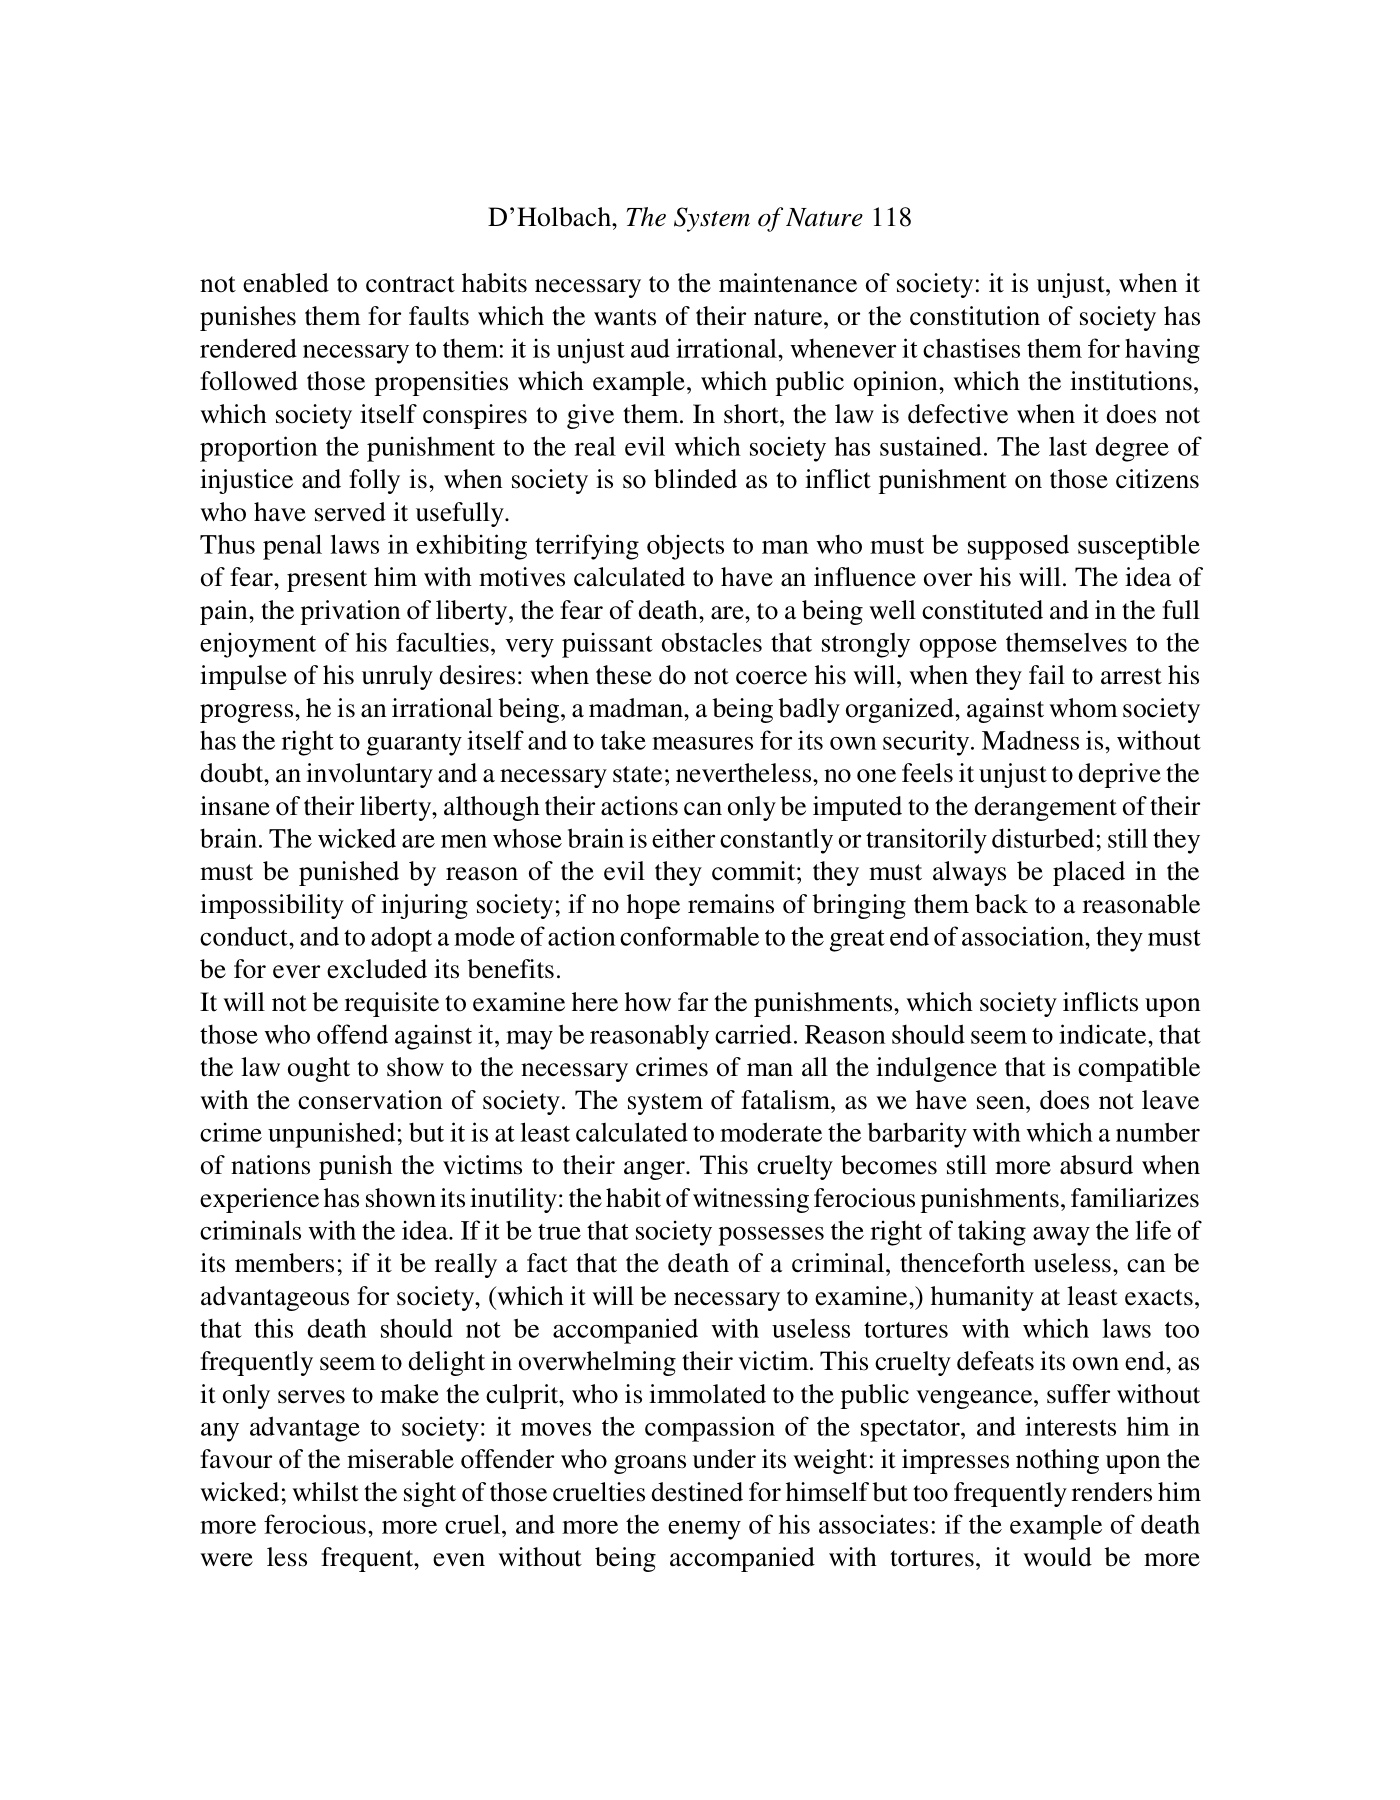 D’Holbach, The System of Nature 118
not enabled to contract habits necessary to the maintenance of society: it is unjust, when it
punishes them for faults which the wants of their nature, or the constitution of society has
rendered necessary to them: it is unjust aud irrational, whenever it chastises them for having
followed those propensities which example, which public opinion, which the institutions,
which society itself conspires to give them. In short, the law is defective when it does not
proportion the punishment to the real evil which society has sustained. The last degree of
injustice and folly is, when society is so blinded as to inflict punishment on those citizens
who have served it usefully.
Thus penal laws in exhibiting terrifying objects to man who must be supposed susceptible
of fear, present him with motives calculated to have an influence over his will. The idea of
pain, the privation of liberty, the fear of death, are, to a being well constituted and in the full
enjoyment of his faculties, very puissant obstacles that strongly oppose themselves to the
impulse of his unruly desires: when these do not coerce his will, when they fail to arrest his
progress, he is an irrational being, a madman, a being badly organized, against whom society
has the right to guaranty itself and to take measures for its own security. Madness is, without
doubt, an involuntary and a necessary state; nevertheless, no one feels it unjust to deprive the
insane of their liberty, although their actions can only be imputed to the derangement of their
brain. The wicked are men whose brain is either constantly or transitorily disturbed; still they
must be punished by reason of the evil they commit; they must always be placed in the
impossibility of injuring society; if no hope remains of bringing them back to a reasonable
conduct, and to adopt a mode of action conformable to the great end of association, they must
be for ever excluded its benefits.
It will not be requisite to examine here how far the punishments, which society inflicts upon
those who offend against it, may be reasonably carried. Reason should seem to indicate, that
the law ought to show to the necessary crimes of man all the indulgence that is compatible
with the conservation of society. The system of fatalism, as we have seen, does not leave
crime unpunished; but it is at least calculated to moderate the barbarity with which a number
of nations punish the victims to their anger. This cruelty becomes still more absurd when
experience has shown its inutility: the habit of witnessing ferocious punishments, familiarizes
criminals with the idea. If it be true that society possesses the right of taking away the life of
its members; if it be really a fact that the death of a criminal, thenceforth useless, can be
advantageous for society, (which it will be necessary to examine,) humanity at least exacts,
that this death should not be accompanied with useless tortures with which laws too
frequently seem to delight in overwhelming their victim. This cruelty defeats its own end, as
it only serves to make the culprit, who is immolated to the public vengeance, suffer without
any advantage to society: it moves the compassion of the spectator, and interests him in
favour of the miserable offender who groans under its weight: it impresses nothing upon the
wicked; whilst the sight of those cruelties destined for himself but too frequently renders him
more ferocious, more cruel, and more the enemy of his associates: if the example of death
were less frequent, even without being accompanied with tortures, it would be more